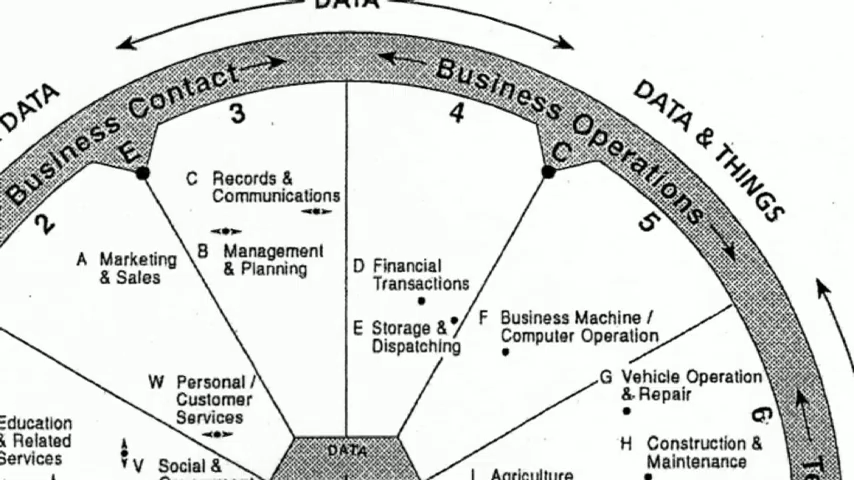 DATA
DATA
Business Contact
Business Operations
DATA & THINGS
E
3
4
C
2
5
6
C Records &
Communications
B Management
& Planning
A Marketing
& Sales
D Financial
Transactions
E Storage &
Dispatching
F Business Machine /
Computer Operation
W Personal /
Customer
Services
G Vehicle Operation
& Repair
H Construction &
Maintenance
Education
& Related
Services
V Social &
DATA
I Agriculture